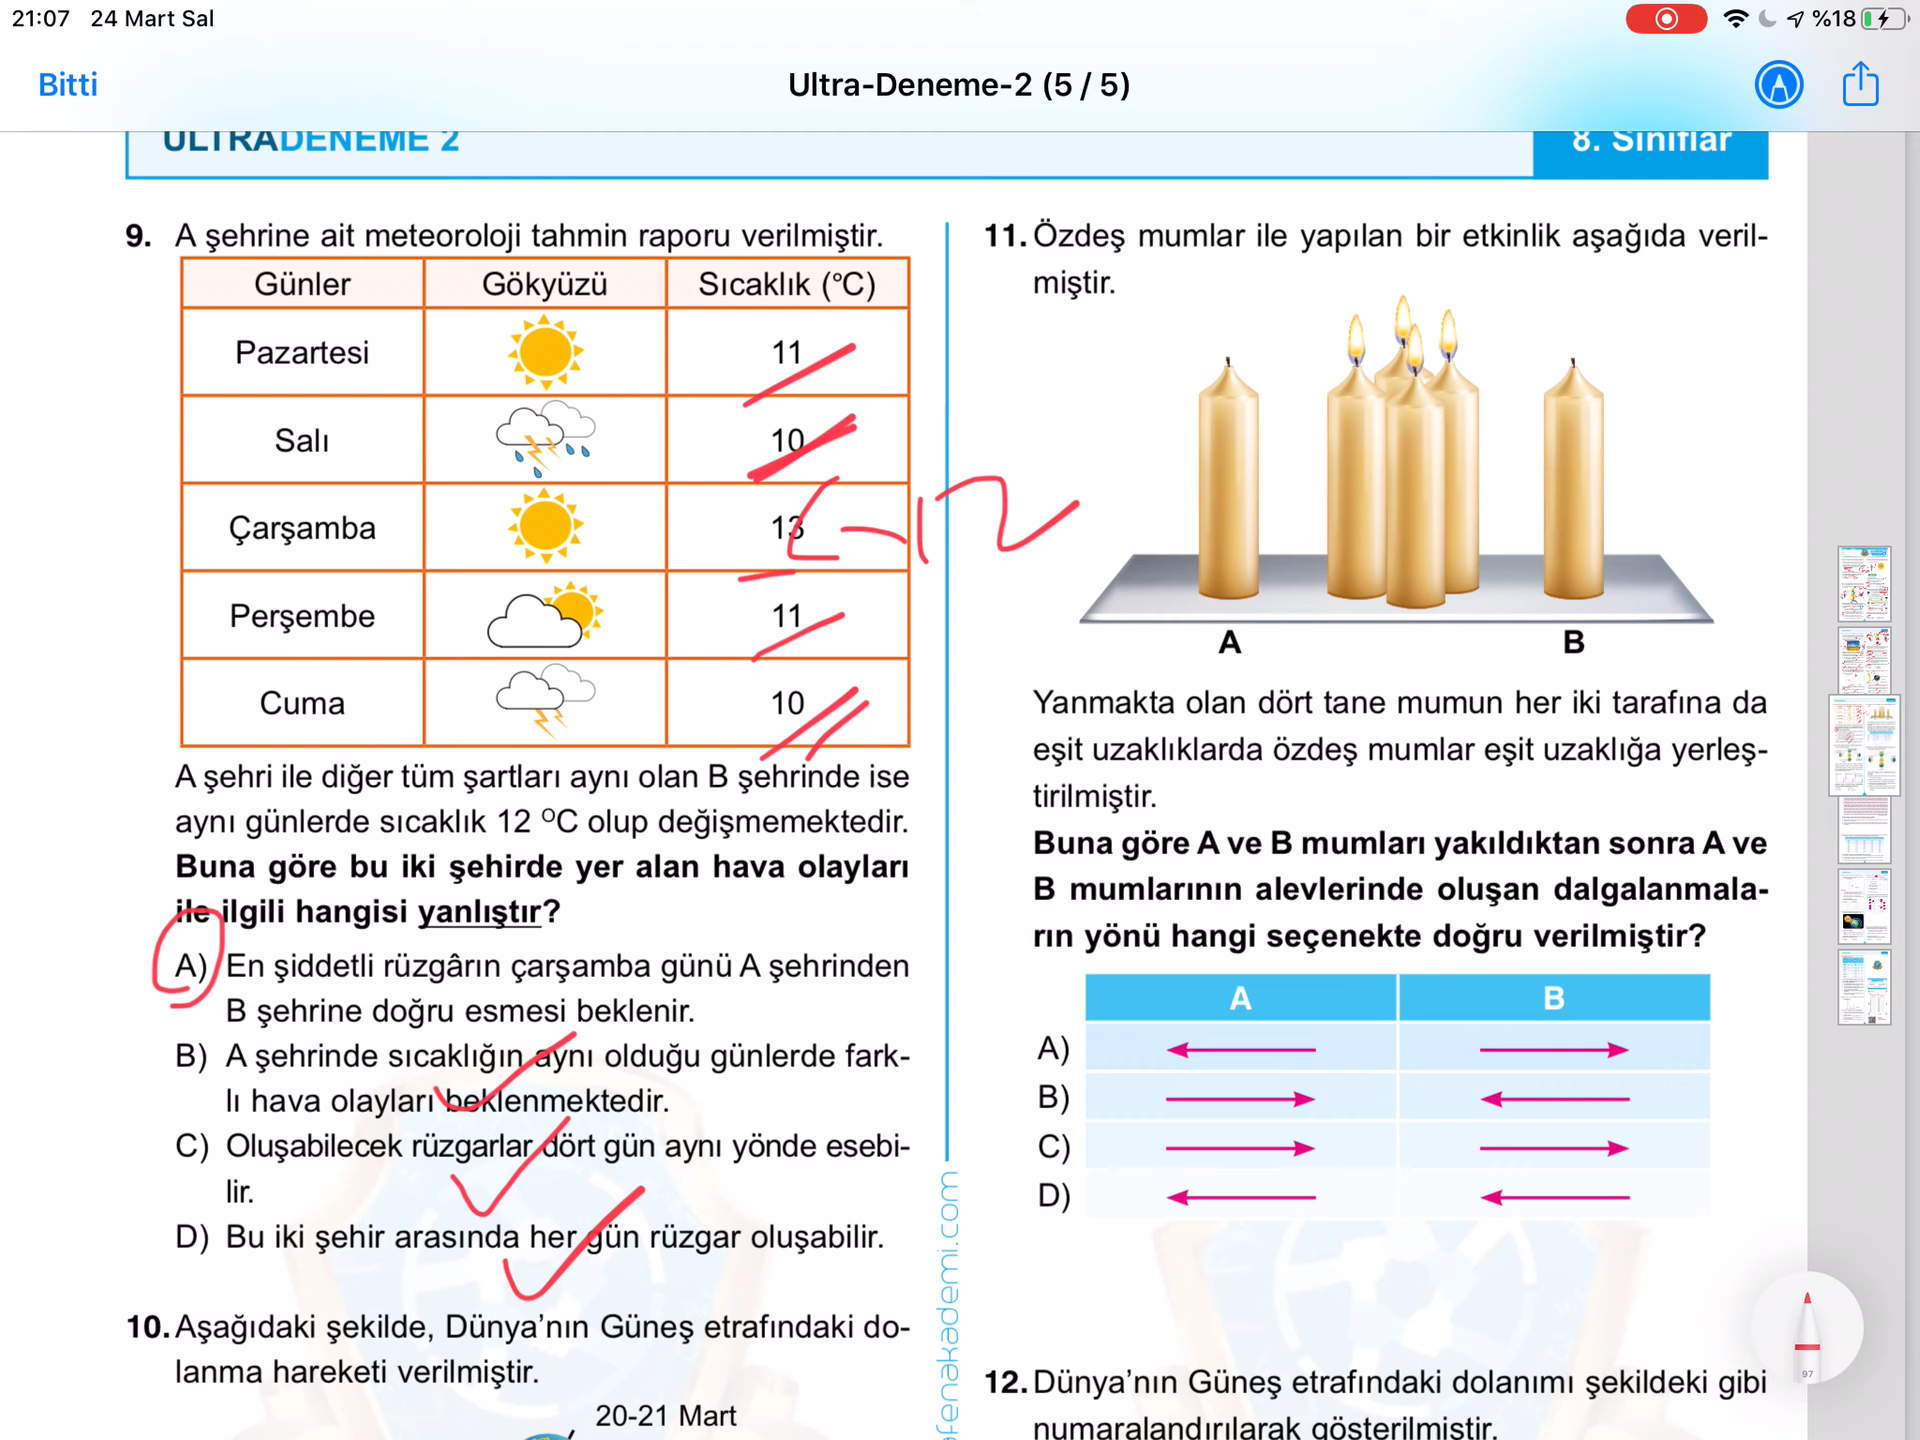 21:07 24 Mart Sal
%18
Bitti
Ultra-Deneme-2 (5 / 5)
ULTRADENEME 2
8. Sınıflar
9. A şehrine ait meteoroloji tahmin raporu verilmiştir.
Günler Gökyüzü Sıcaklık (°C)
Pazartesi 11
Salı 10
Çarşamba 13
12
Perşembe 11
Cuma 10
A şehri ile diğer tüm şartları aynı olan B şehrinde ise
aynı günlerde sıcaklık 12 °C olup değişmemektedir.
Buna göre bu iki şehirde yer alan hava olayları
ile ilgili hangisi yanlıştır?
A) En şiddetli rüzgârın çarşamba günü A şehrinden
B şehrine doğru esmesi beklenir.
B) A şehrinde sıcaklığın aynı olduğu günlerde fark-
lı hava olayları beklenmektedir.
C) Oluşabilecek rüzgarlar dört gün aynı yönde esebi-
lir.
D) Bu iki şehir arasında her gün rüzgar oluşabilir.
10. Aşağıdaki şekilde, Dünya'nın Güneş etrafındaki do-
lanma hareketi verilmiştir.
20-21 Mart
ofenakademi.com
11. Özdeş mumlar ile yapılan bir etkinlik aşağıda veril-
miştir.
A B
Yanmakta olan dört tane mumun her iki tarafına da
eşit uzaklıklarda özdeş mumlar eşit uzaklığa yerleş-
tirilmiştir.
Buna göre A ve B mumları yakıldıktan sonra A ve
B mumlarının alevlerinde oluşan dalgalanmala-
rın yönü hangi seçenekte doğru verilmiştir?
A B
A)
B)
C)
D)
12. Dünya'nın Güneş etrafındaki dolanımı şekildeki gibi
numaralandırılarak gösterilmiştir.
97